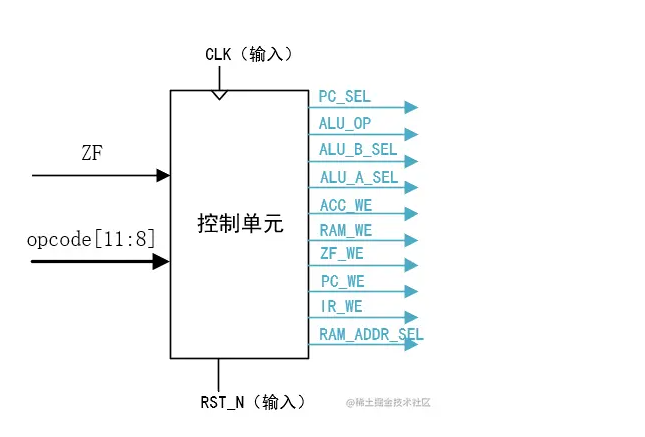 CLK（输入）
PC_SEL
ALU_OP
ZF
ALU_B_SEL
ALU_A_SEL
ACC_WE
控制单元
RAM_WE
opcode[11:8]
ZF_WE
PC_WE
IR_WE
RAM_ADDR_SEL
RST_N（输入）
@稀土掘金技术社区